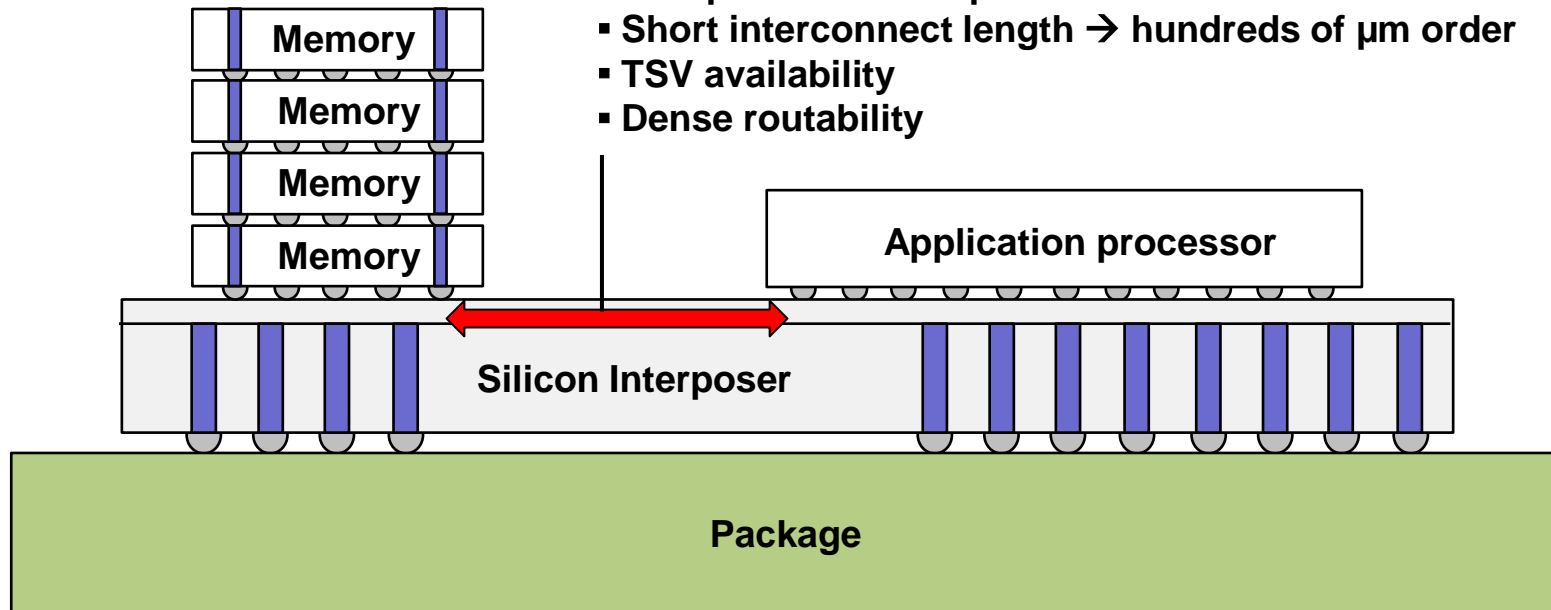 ▪ Short interconnect length → hundreds of µm order
▪ TSV availability
▪ Dense routability
Memory
Memory
Memory
Memory
Application processor
Silicon Interposer
Package